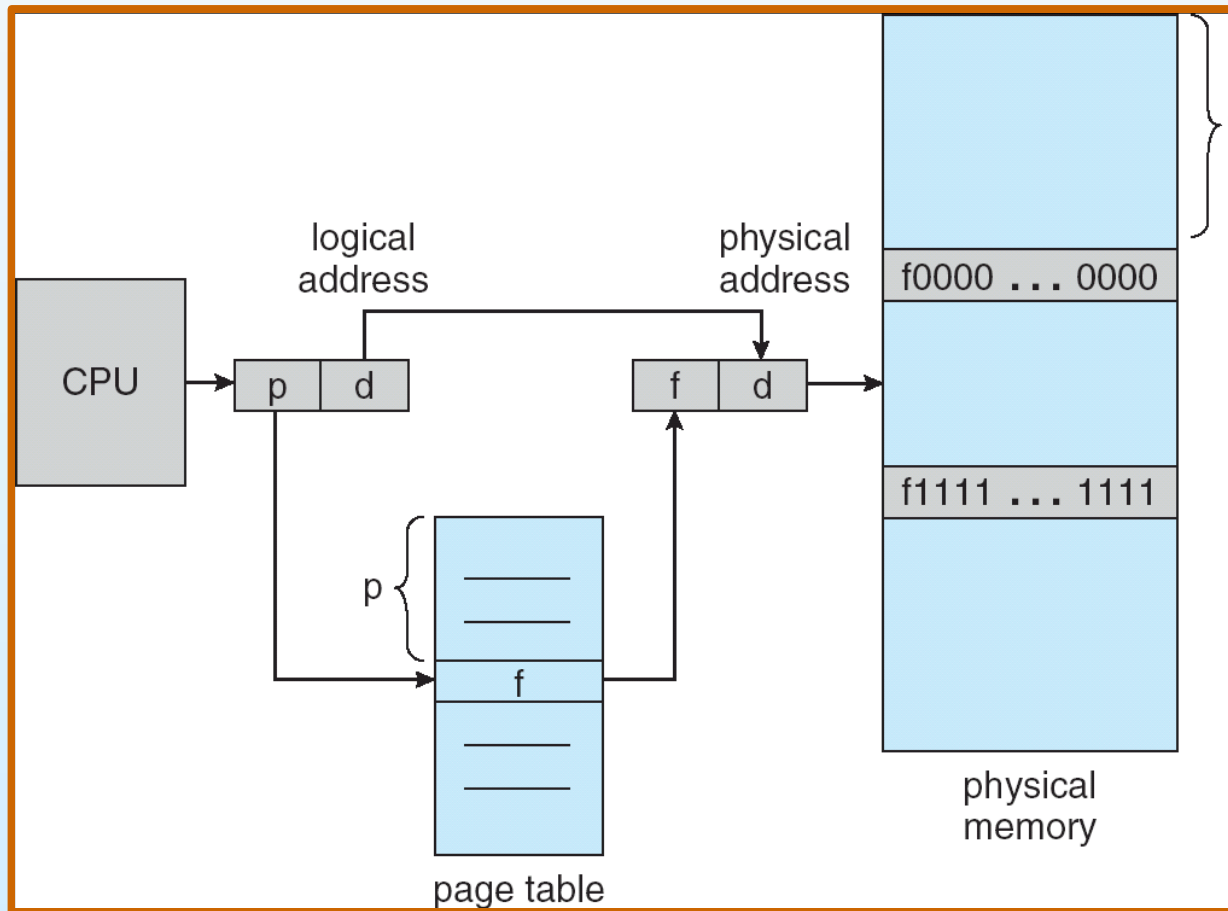 logical
address
physical
address
f0000 ... 0000
CPU
p d
f d
f1111 ... 1111
p
f
physical
memory
page table